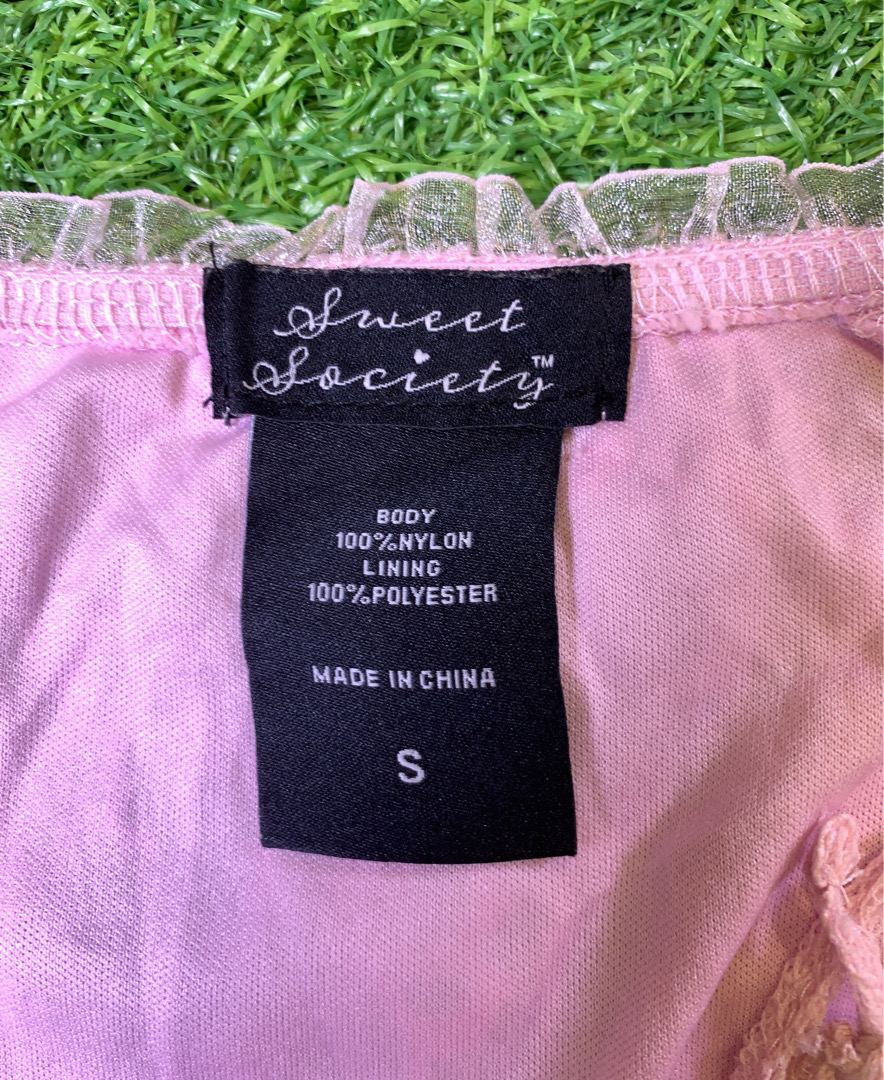 Sweet
Society™
BODY
100%NYLON
LINING
100%POLYESTER
MADE IN CHINA
S